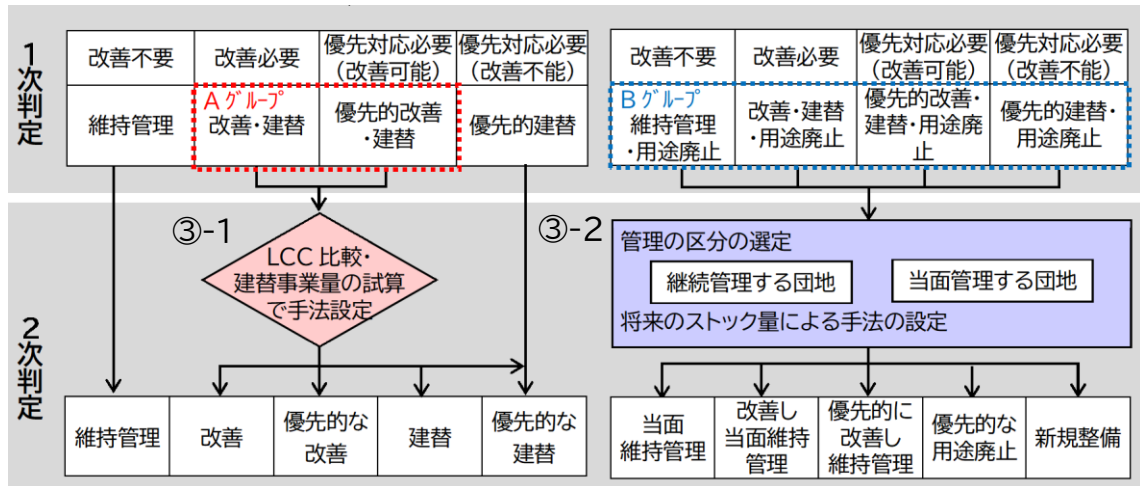 1次判定
改善不要
改善必要
優先対応必要
(改善可能)
優先対応必要
(改善不能)
維持管理
Aグループ
改善・建替
優先的改善
・建替
優先的建替
改善不要
改善必要
優先対応必要
(改善可能)
優先対応必要
(改善不能)
Bグループ
維持管理
・用途廃止
改善・建替
・用途廃止
優先的改善・
建替・用途廃
止
優先的建替・
用途廃止
2次判定
③-1
LCC 比較・
建替事業量の試算
で手法設定
③-2
管理の区分の選定
継続管理する団地
当面管理する団地
将来のストック量による手法の設定
維持管理
改善
優先的な
改善
建替
優先的な
建替
当面
維持管理
改善し
当面維持
管理
優先的に
改善し
維持管理
優先的な
用途廃止
新規整備